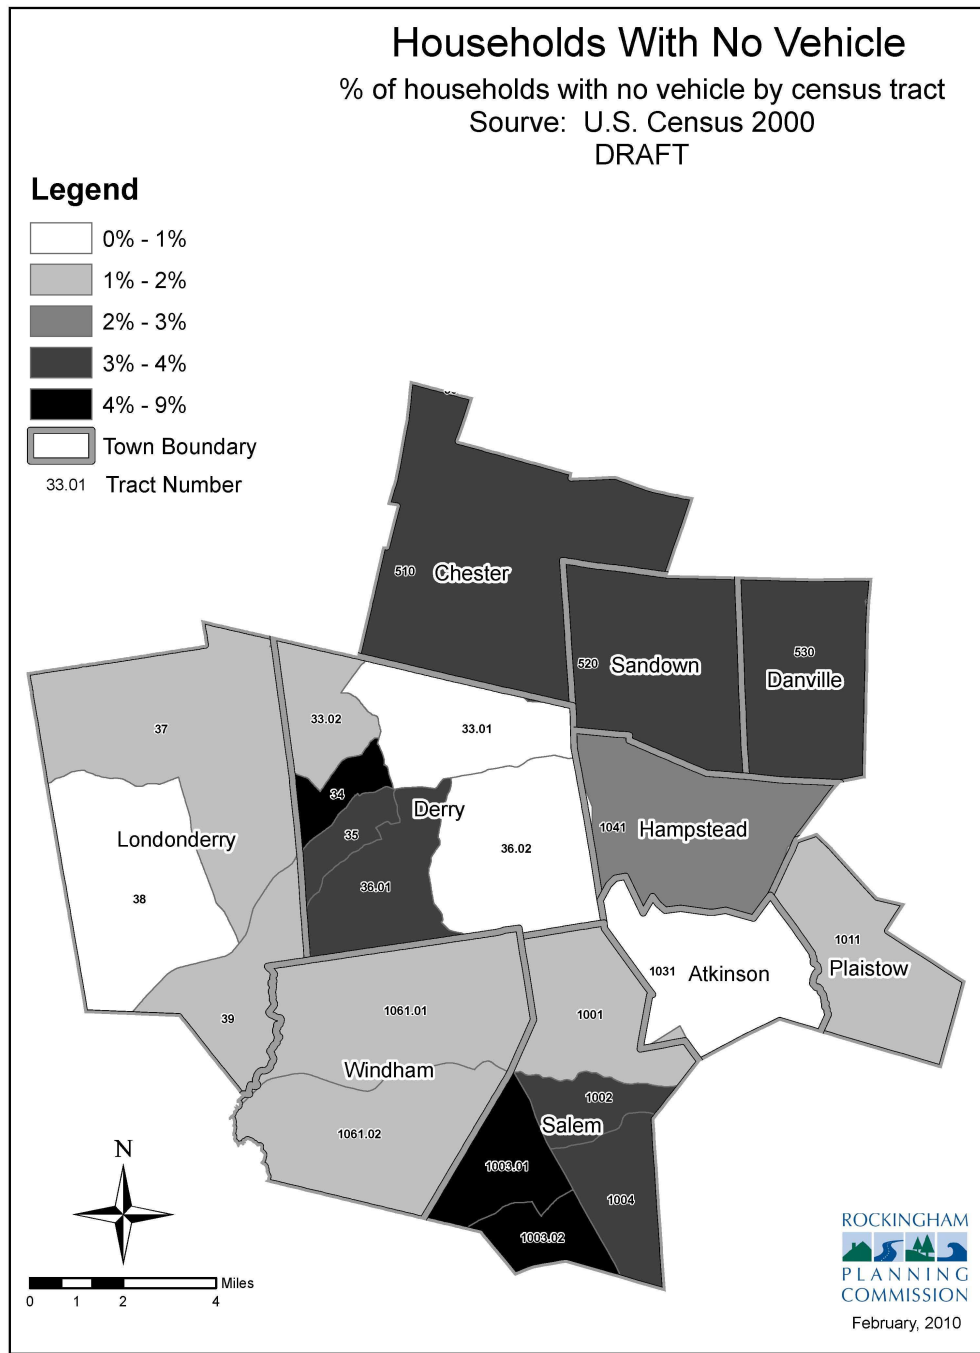 Households With No Vehicle
% of households with no vehicle by census tract
Sourve: U.S. Census 2000
DRAFT
Legend
0% - 1%
1% - 2%
2% - 3%
3% - 4%
4% - 9%
Town Boundary
33.01 Tract Number
510 Chester
520 Sandown
530
Danville
37
33.02
33.01
34
Derry
35
36.02
36.01
Londonderry
38
39
1041 Hampstead
1011
Plaistow
1031 Atkinson
1061.01
1001
Windham
1061.02
1002
Salem
1003.01
1004
1003.02
N
Miles
0 1 2 4
ROCKINGHAM
PLANNING
COMMISSION
February, 2010